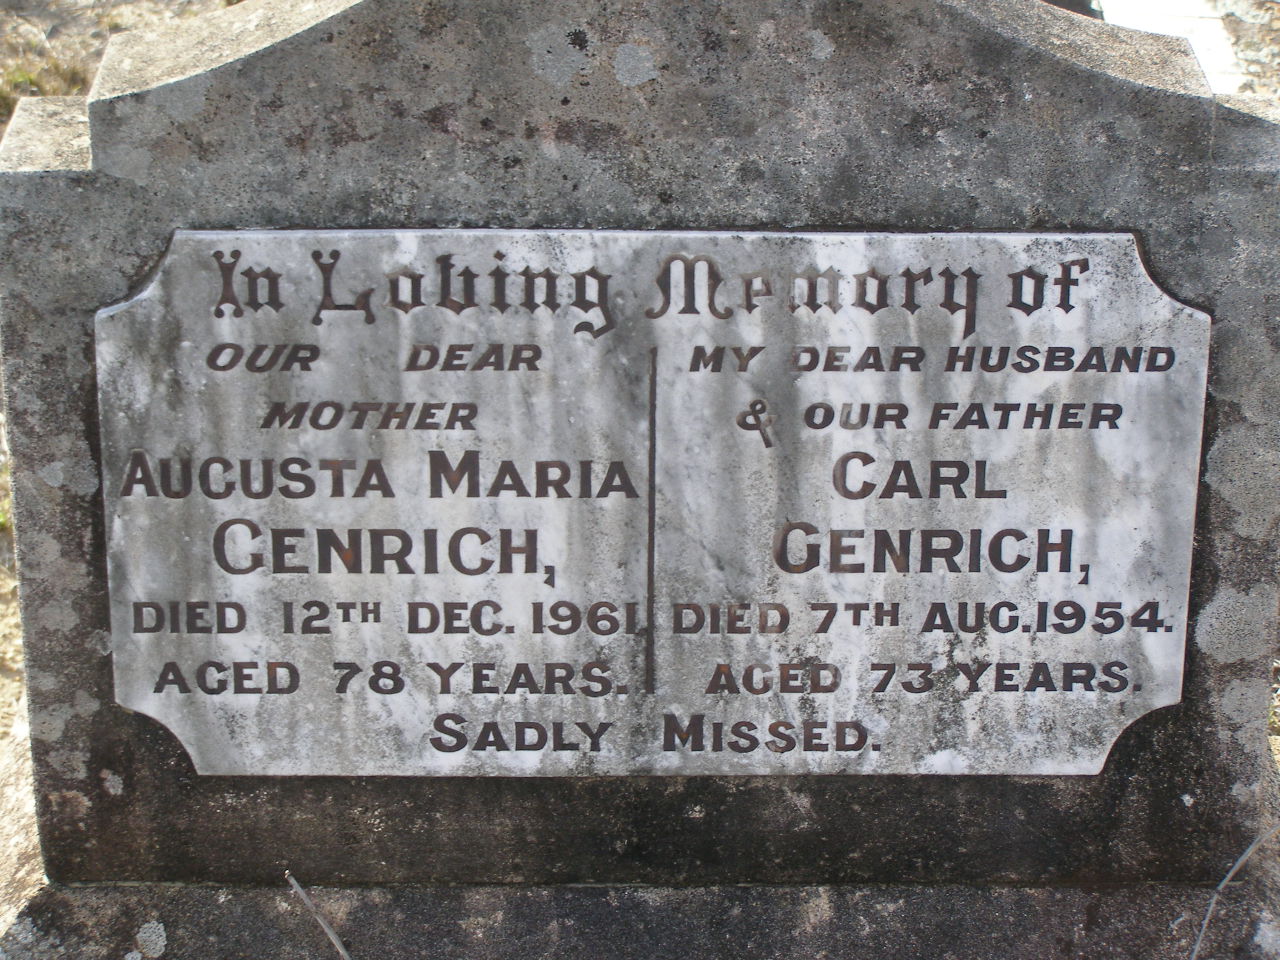 In Loving Memory of
OUR DEAR
MOTHER
AUGUSTA MARIA
GENRICH,
DIED 12TH DEC. 1961
AGED 78 YEARS.
MY DEAR HUSBAND
& OUR FATHER
CARL
GENRICH,
DIED 7TH AUG. 1954.
AGED 73 YEARS.
SADLY MISSED.